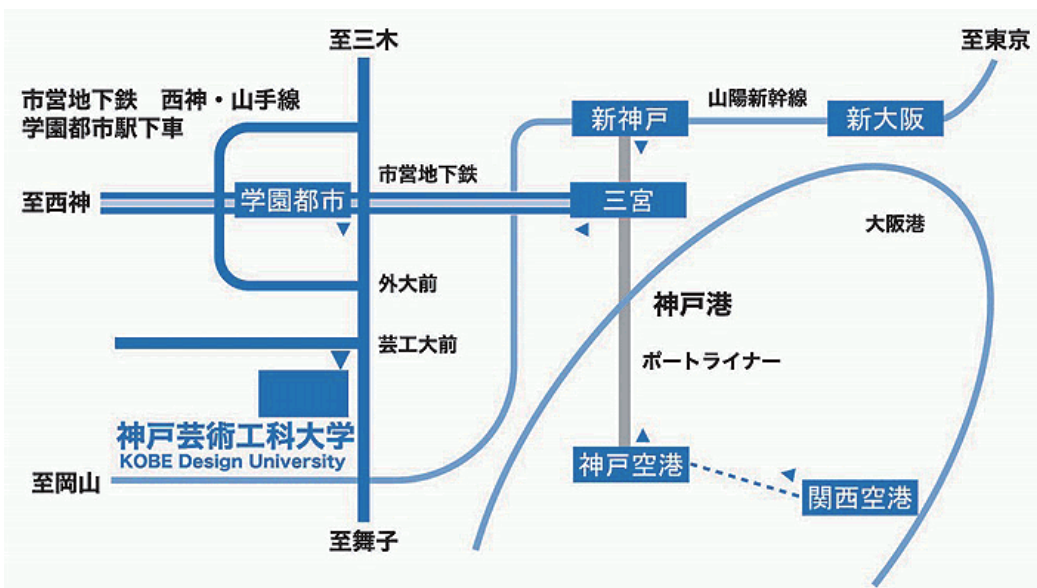 至三木
至東京
市営地下鉄　西神・山手線
学園都市駅下車
山陽新幹線
新神戸
新大阪
市営地下鉄
至西神
学園都市
三宮
大阪港
外大前
神戸港
芸工大前
ポートライナー
神戸芸術工科大学
KOBE Design University
神戸空港
至岡山
関西空港
至舞子